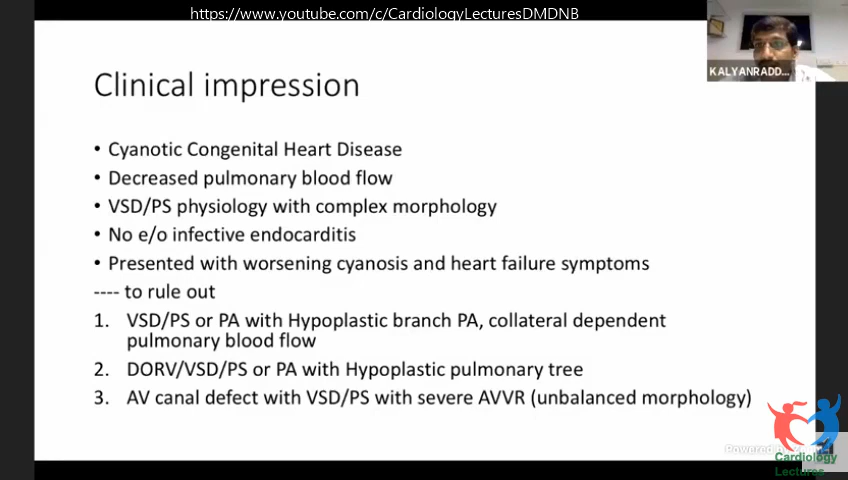 https://www.youtube.com/c/CardiologyLecturesDMDNB
KALYANRADD...
Clinical impression
• Cyanotic Congenital Heart Disease
• Decreased pulmonary blood flow
• VSD/PS physiology with complex morphology
• No e/o infective endocarditis
• Presented with worsening cyanosis and heart failure symptoms
---- to rule out
1. VSD/PS or PA with Hypoplastic branch PA, collateral dependent
pulmonary blood flow
2. DORV/VSD/PS or PA with Hypoplastic pulmonary tree
3. AV canal defect with VSD/PS with severe AVVR (unbalanced morphology)
Powered
Cardiology
Lectures